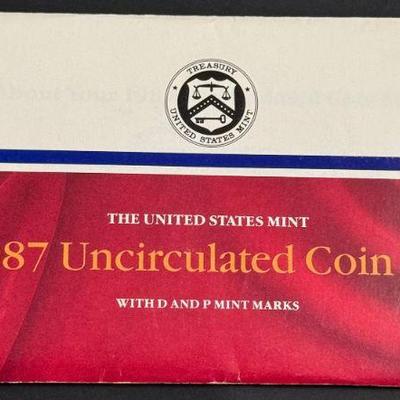 TREASURY
UNITED STATES MINT
THE UNITED STATES MINT
87 Uncirculated Coin
WITH D AND P MINT MARKS